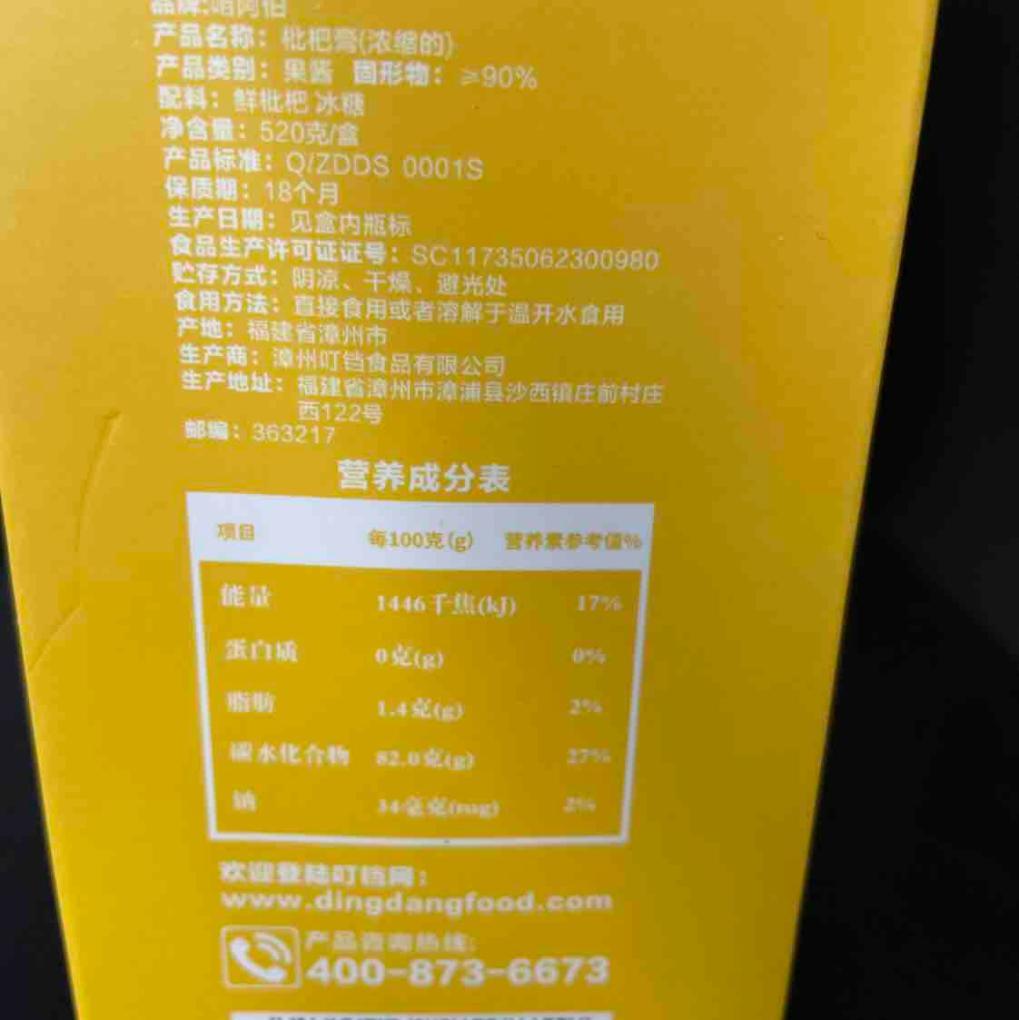 品牌:咱阿伯
产品名称：枇杷膏(浓缩的)
产品类别：果酱 固形物：≥90%
配料：鲜枇杷 冰糖
净含量：520克/盒
产品标准：Q/ZDDS 0001S
保质期：18个月
生产日期：见盒内瓶标
食品生产许可证证号：SC11735062300980
贮存方式：阴凉、干燥、避光处
食用方法：直接食用或者溶解于温开水食用
产地：福建省漳州市
生产商：漳州叮铛食品有限公司
生产地址：福建省漳州市漳浦县沙西镇庄前村庄
西122号
邮编：363217
营养成分表
项目 每100克(g) 营养素参考值%
能量 1446千焦(kJ) 17%
蛋白质 0克(g) 0%
脂肪 1.4克(g) 2%
碳水化合物 82.0克(g) 27%
钠 34毫克(mg) 2%
欢迎登陆叮铛网：
www.dingdangfood.com
产品咨询热线:
400-873-6673